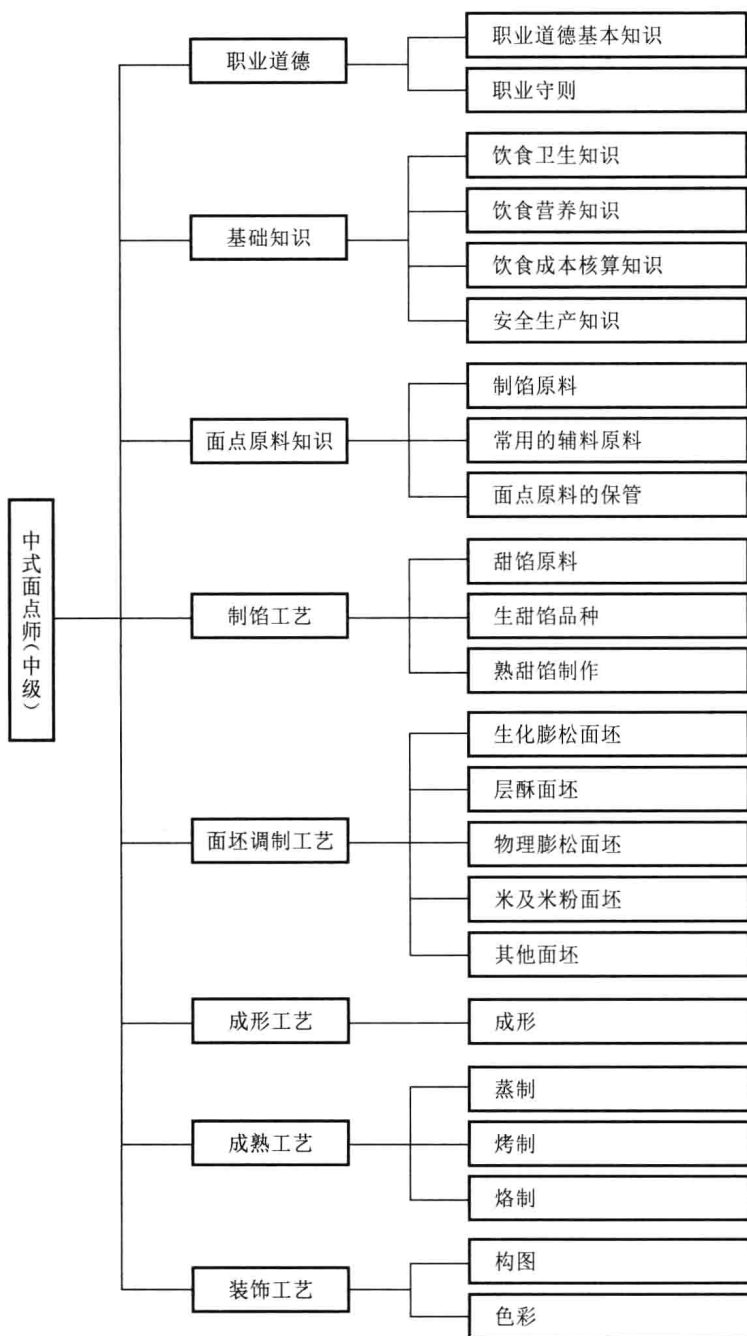 中式面点师(中级)
职业道德
职业道德基本知识
职业守则
基础知识
饮食卫生知识
饮食营养知识
饮食成本核算知识
安全生产知识
面点原料知识
制馅原料
常用的辅料原料
面点原料的保管
制馅工艺
甜馅原料
生甜馅品种
熟甜馅制作
面坯调制工艺
生化膨松面坯
层酥面坯
物理膨松面坯
米及米粉面坯
其他面坯
成形工艺
成形
成熟工艺
蒸制
烤制
烙制
装饰工艺
构图
色彩